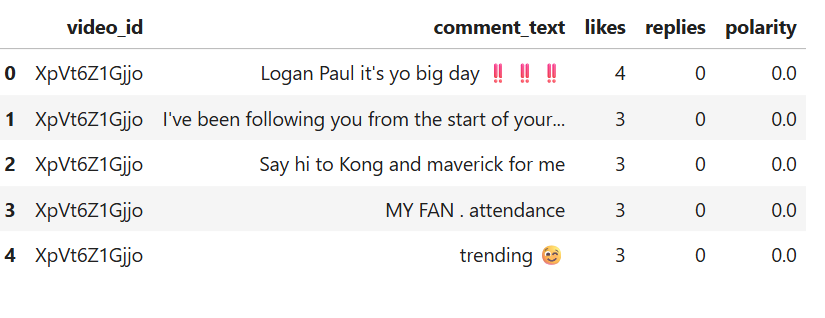 video_id comment_text likes replies polarity
0 XpVt6Z1Gjjo Logan Paul it's yo big day ‼️‼️‼️ 4 0 0.0
1 XpVt6Z1Gjjo I've been following you from the start of your... 3 0 0.0
2 XpVt6Z1Gjjo Say hi to Kong and maverick for me 3 0 0.0
3 XpVt6Z1Gjjo MY FAN . attendance 3 0 0.0
4 XpVt6Z1Gjjo trending 😉 3 0 0.0